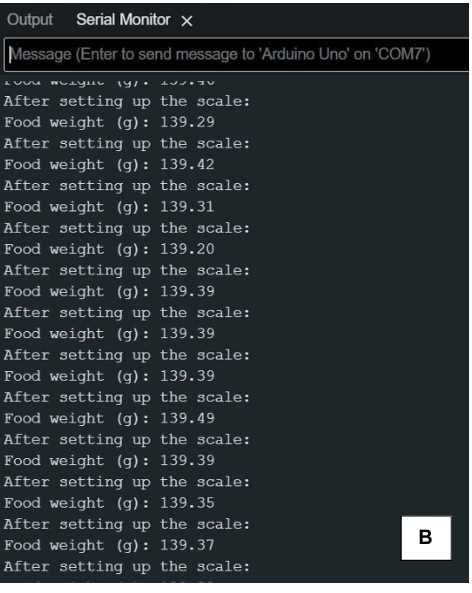 Output Serial Monitor ×
Message (Enter to send message to 'Arduino Uno' on 'COM7')
Food weight (g):
After setting up the scale:
Food weight (g): 139.29
After setting up the scale:
Food weight (g): 139.42
After setting up the scale:
Food weight (g): 139.31
After setting up the scale:
Food weight (g): 139.20
After setting up the scale:
Food weight (g): 139.39
After setting up the scale:
Food weight (g): 139.39
After setting up the scale:
Food weight (g): 139.39
After setting up the scale:
Food weight (g): 139.49
After setting up the scale:
Food weight (g): 139.39
After setting up the scale:
Food weight (g): 139.35
After setting up the scale:
Food weight (g): 139.37
After setting up the scale:
B